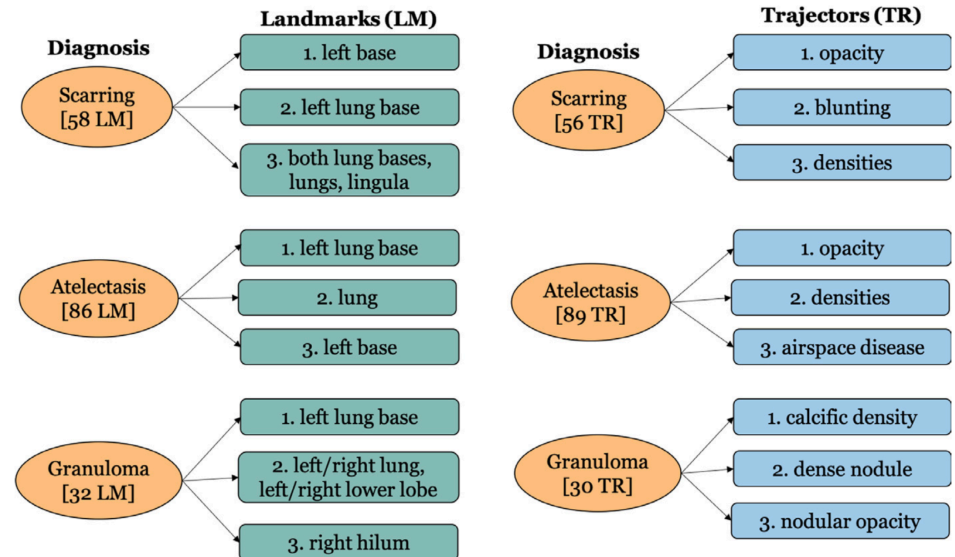 Landmarks (LM)
Diagnosis
Scarring
[58 LM]
1. left base
2. left lung base
3. both lung bases,
lungs, lingula
Atelectasis
[86 LM]
1. left lung base
2. lung
3. left base
Granuloma
[32 LM]
1. left lung base
2. left/right lung,
left/right lower lobe
3. right hilum
Trajectors (TR)
Diagnosis
Scarring
[56 TR]
1. opacity
2. blunting
3. densities
Atelectasis
[89 TR]
1. opacity
2. densities
3. airspace disease
Granuloma
[30 TR]
1. calcific density
2. dense nodule
3. nodular opacity